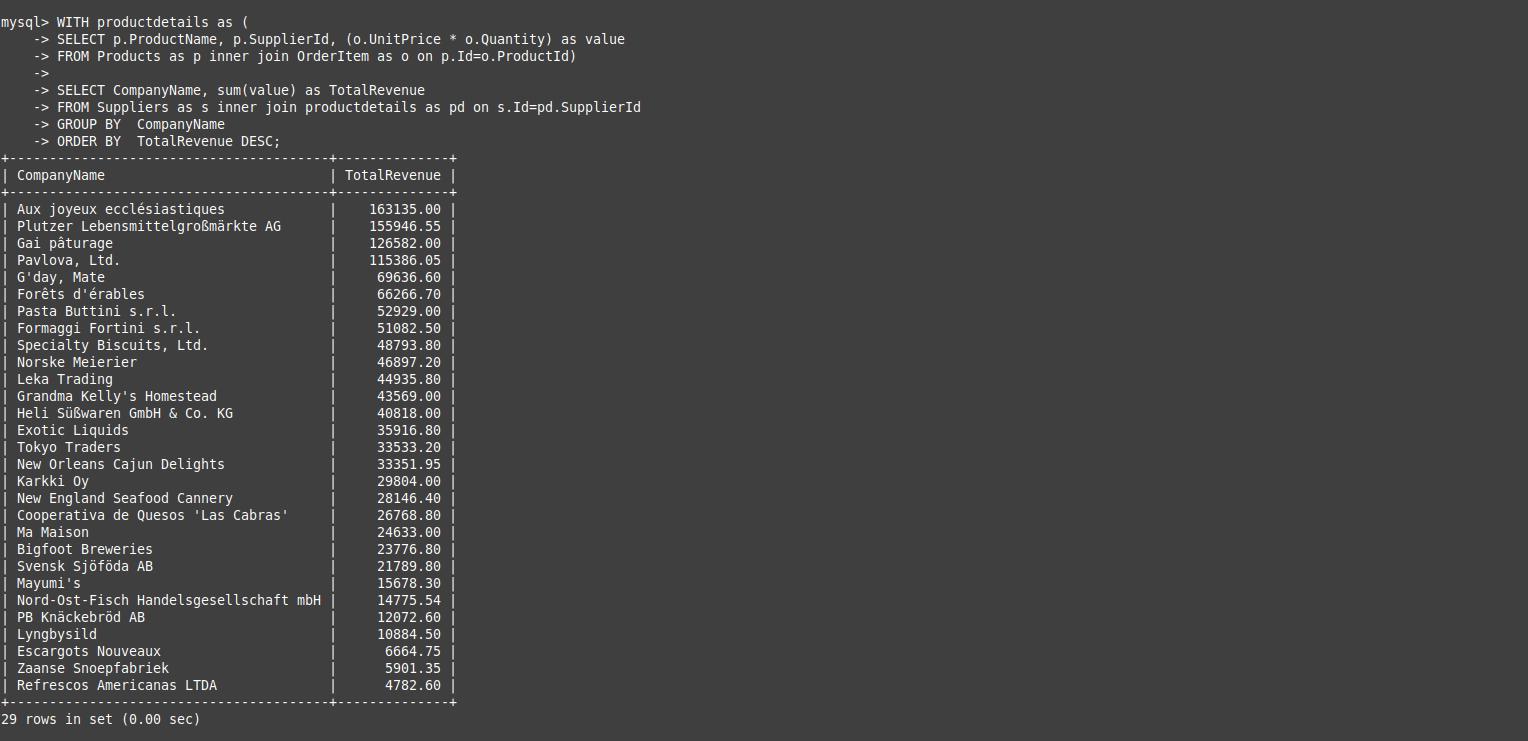 mysql> WITH productdetails as (
    -> SELECT p.ProductName, p.SupplierId, (o.UnitPrice * o.Quantity) as value
    -> FROM Products as p inner join OrderItem as o on p.Id=o.ProductId)
    ->
    -> SELECT CompanyName, sum(value) as TotalRevenue
    -> FROM Suppliers as s inner join productdetails as pd on s.Id=pd.SupplierId
    -> GROUP BY  CompanyName
    -> ORDER BY  TotalRevenue DESC;
+----------------------------------------+--------------+
| CompanyName                            | TotalRevenue |
+----------------------------------------+--------------+
| Aux joyeux ecclésiastiques             |    163135.00 |
| Plutzer Lebensmittelgroßmärkte AG      |    155946.55 |
| Gai pâturage                           |    126582.00 |
| Pavlova, Ltd.                          |    115386.05 |
| G'day, Mate                            |     69636.60 |
| Forêts d'érables                       |     66266.70 |
| Pasta Buttini s.r.l.                   |     52929.00 |
| Formaggi Fortini s.r.l.                |     51082.50 |
| Specialty Biscuits, Ltd.               |     48793.80 |
| Norske Meierier                        |     46897.20 |
| Leka Trading                           |     44935.80 |
| Grandma Kelly's Homestead              |     43569.00 |
| Heli Süßwaren GmbH & Co. KG            |     40818.00 |
| Exotic Liquids                         |     35916.80 |
| Tokyo Traders                          |     33533.20 |
| New Orleans Cajun Delights             |     33351.95 |
| Karkki Oy                              |     29804.00 |
| New England Seafood Cannery            |     28146.40 |
| Cooperativa de Quesos 'Las Cabras'     |     26768.80 |
| Ma Maison                              |     24633.00 |
| Bigfoot Breweries                      |     23776.80 |
| Svensk Sjöföda AB                      |     21789.80 |
| Mayumi's                               |     15678.30 |
| Nord-Ost-Fisch Handelsgesellschaft mbH |     14775.54 |
| PB Knäckebröd AB                       |     12072.60 |
| Lyngbysild                             |     10884.50 |
| Escargots Nouveaux                     |      6664.75 |
| Zaanse Snoepfabriek                    |      5901.35 |
| Refrescos Americanas LTDA              |      4782.60 |
+----------------------------------------+--------------+
29 rows in set (0.00 sec)